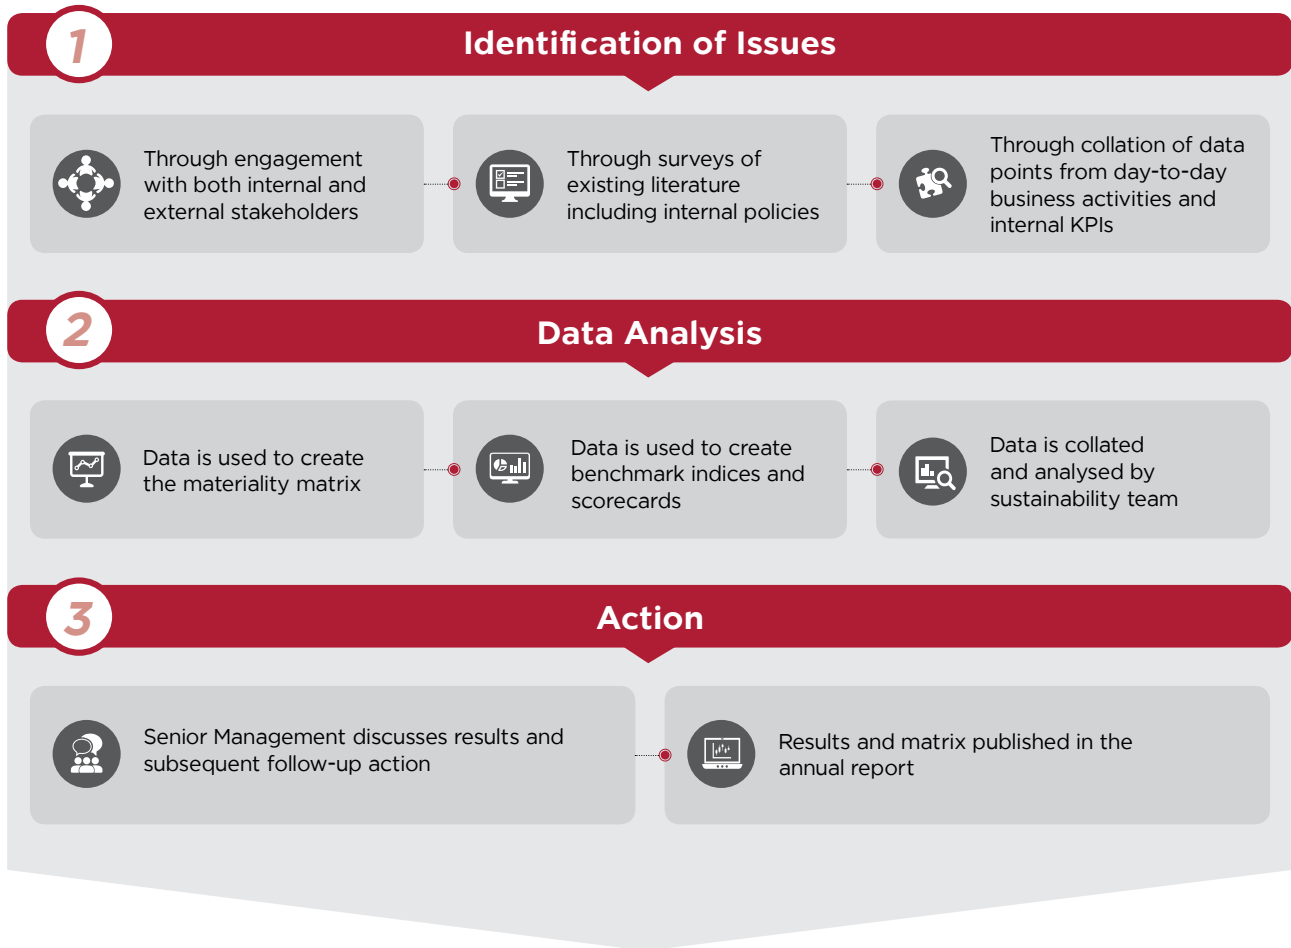 1
Identification of Issues
Through engagement
with both internal and
external stakeholders
Through surveys of
existing literature
including internal policies
Through collation of data
points from day-to-day
business activities and
internal KPIs
2
Data Analysis
Data is used to create
the materiality matrix
Data is used to create
benchmark indices and
scorecards
Data is collated
and analysed by
sustainability team
3
Action
Senior Management discusses results and
subsequent follow-up action
Results and matrix published in the
annual report